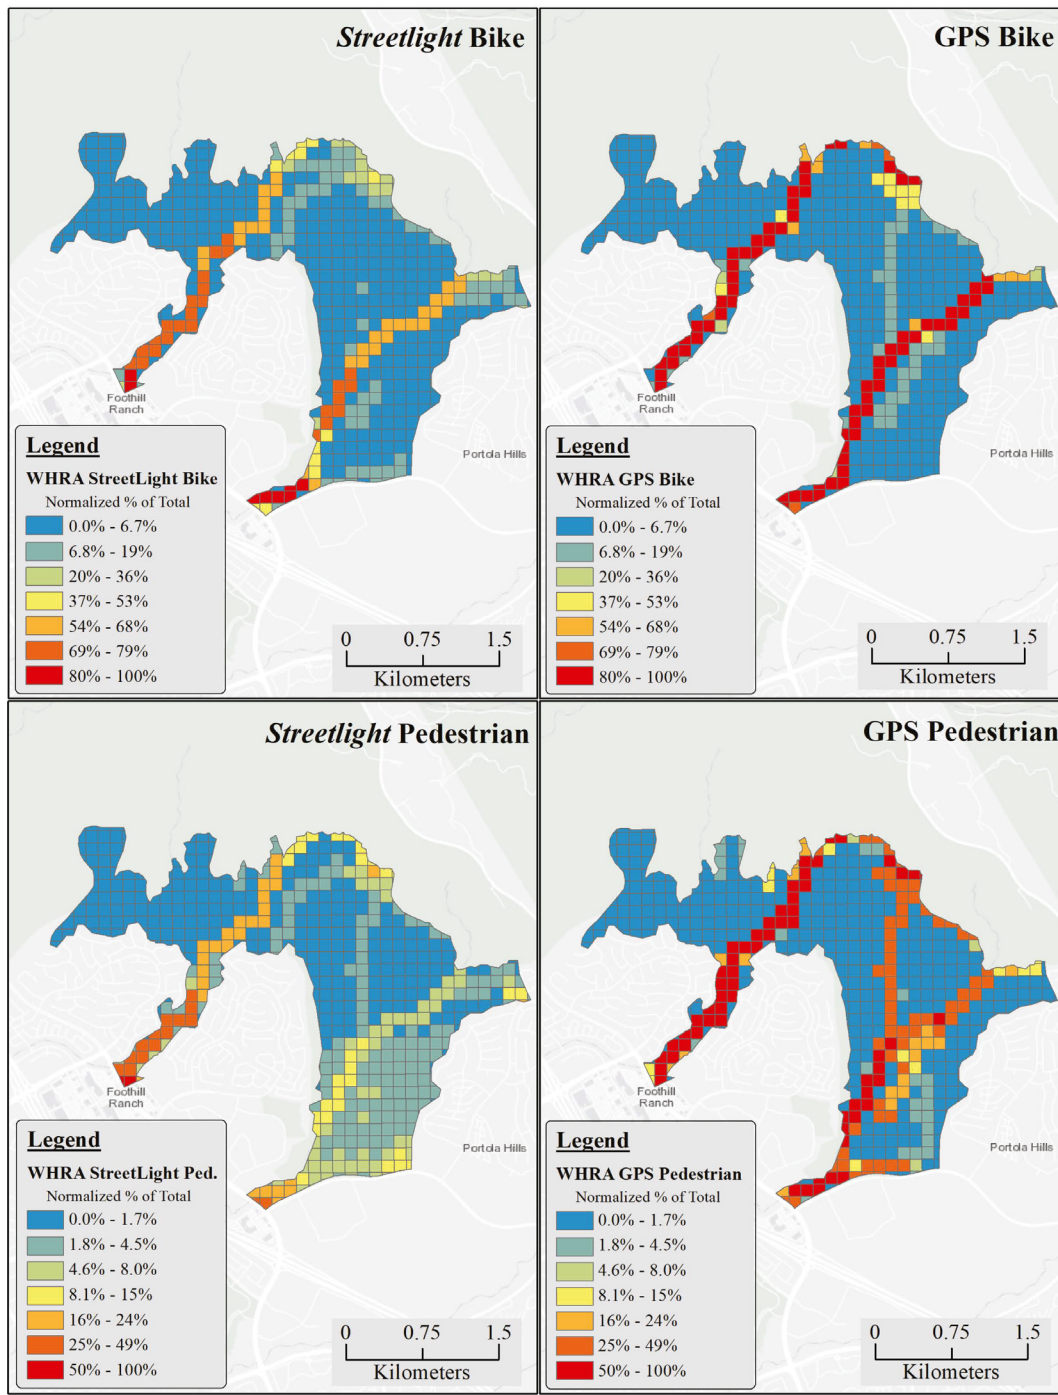 Streetlight Bike
Foothill
Ranch
Portola Hills
Legend
WHRA StreetLight Bike
Normalized % of Total
0.0% - 6.7%
6.8% - 19%
20% - 36%
37% - 53%
54% - 68%
69% - 79%
80% - 100%
0 0.75 1.5
Kilometers
GPS Bike
Foothill
Ranch
Portola Hills
Legend
WHRA GPS Bike
Normalized % of Total
0.0% - 6.7%
6.8% - 19%
20% - 36%
37% - 53%
54% - 68%
69% - 79%
80% - 100%
0 0.75 1.5
Kilometers
Streetlight Pedestrian
Foothill
Ranch
Portola Hills
Legend
WHRA StreetLight Ped.
Normalized % of Total
0.0% - 1.7%
1.8% - 4.5%
4.6% - 8.0%
8.1% - 15%
16% - 24%
25% - 49%
50% - 100%
0 0.75 1.5
Kilometers
GPS Pedestrian
Foothill
Ranch
Portola Hills
Legend
WHRA GPS Pedestrian
Normalized % of Total
0.0% - 1.7%
1.8% - 4.5%
4.6% - 8.0%
8.1% - 15%
16% - 24%
25% - 49%
50% - 100%
0 0.75 1.5
Kilometers